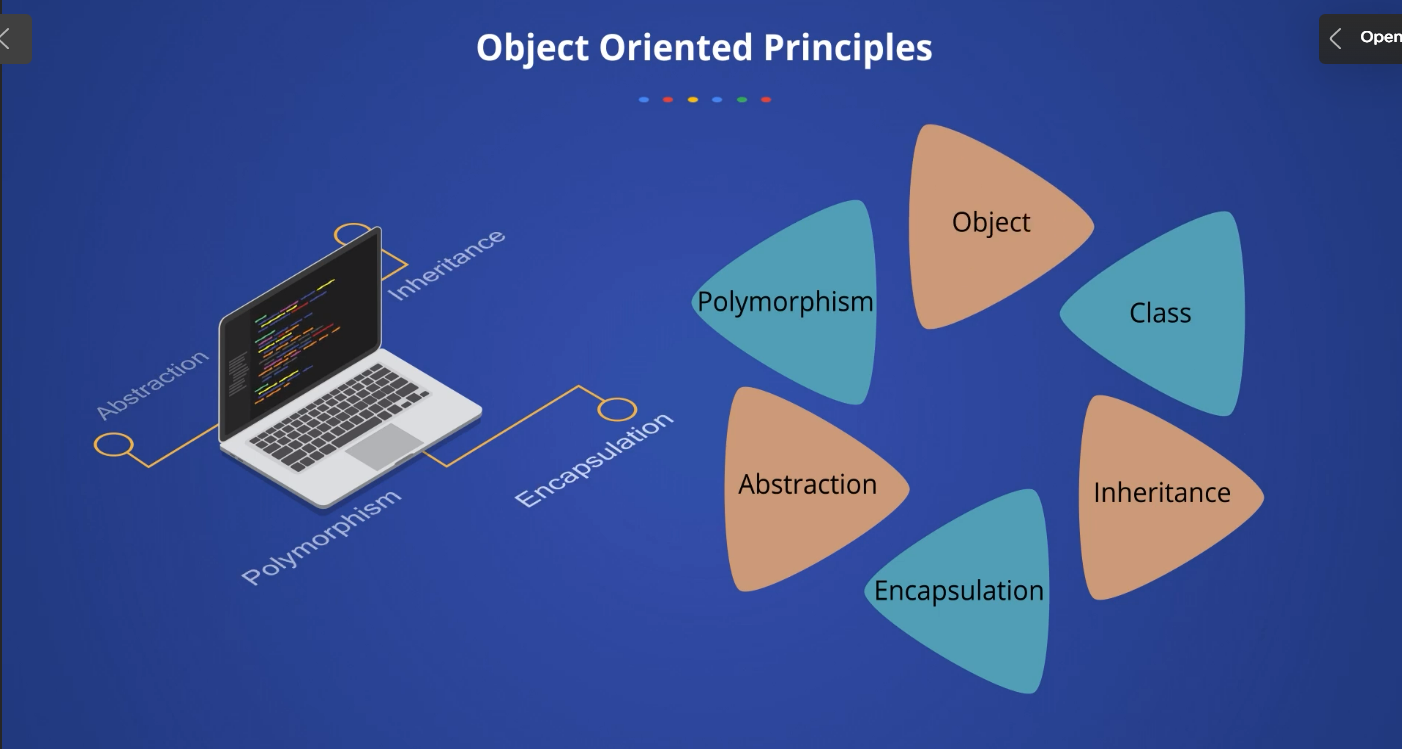 Object Oriented Principles
Open
Object
Polymorphism
Class
Inheritance
Abstraction
Abstraction
Inheritance
Encapsulation
Encapsulation
Polymorphism